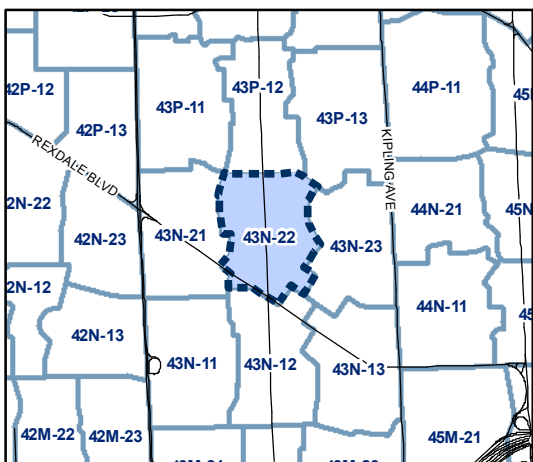 43P-12
42P-12
44P-11
43P-11
43P-13
42P-13
REXDALE BLVD
KIPLING AVE
2N-22
44N-21
45N
42N-23
43N-21
43N-22
43N-23
2N-12
44N-11
42N-13
43N-11
43N-12
43N-13
42M-22
42M-23
45M-21